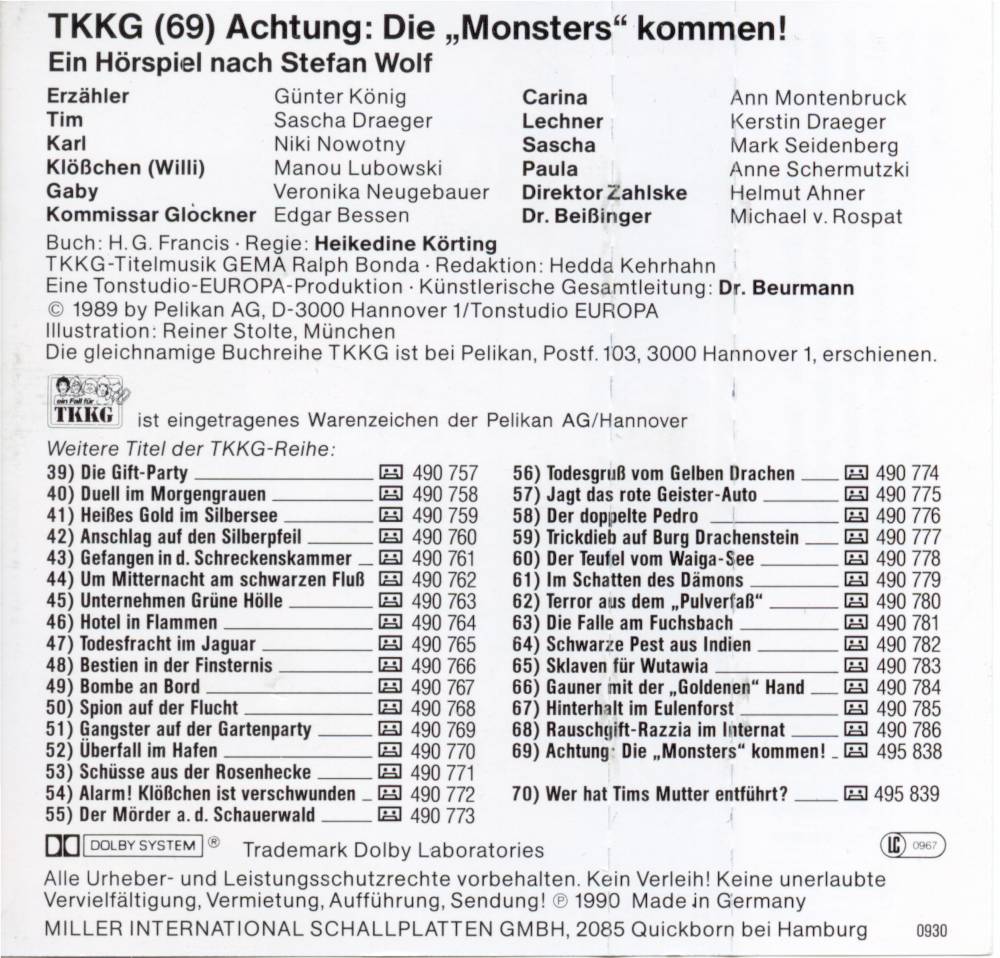 TKKG (69) Achtung: Die „Monsters“ kommen!
Ein Hörspiel nach Stefan Wolf
Erzähler Günter König
Tim Sascha Draeger
Karl Niki Nowotny
Klößchen (Willi) Manou Lubowski
Gaby Veronika Neugebauer
Kommissar Glockner Edgar Bessen
Carina Ann Montenbruck
Lechner Kerstin Draeger
Sascha Mark Seidenberg
Paula Anne Schermutzki
Direktor Zahlske Helmut Ahner
Dr. Beißinger Michael v. Rospat
Buch: H. G. Francis · Regie: Heikedine Körting
TKKG-Titelmusik GEMA Ralph Bonda · Redaktion: Hedda Kehrhahn
Eine Tonstudio-EUROPA-Produktion · Künstlerische Gesamtleitung: Dr. Beurmann
© 1989 by Pelikan AG, D-3000 Hannover 1/Tonstudio EUROPA
Illustration: Reiner Stolte, München
Die gleichnamige Buchreihe TKKG ist bei Pelikan, Postf. 103, 3000 Hannover 1, erschienen.
ein Fall für
TKKG
ist eingetragenes Warenzeichen der Pelikan AG/Hannover
Weitere Titel der TKKG-Reihe:
39) Die Gift-Party 490 757
40) Duell im Morgengrauen 490 758
41) Heißes Gold im Silbersee 490 759
42) Anschlag auf den Silberpfeil 490 760
43) Gefangen in d. Schreckenskammer 490 761
44) Um Mitternacht am schwarzen Fluß 490 762
45) Unternehmen Grüne Hölle 490 763
46) Hotel in Flammen 490 764
47) Todesfracht im Jaguar 490 765
48) Bestien in der Finsternis 490 766
49) Bombe an Bord 490 767
50) Spion auf der Flucht 490 768
51) Gangster auf der Gartenparty 490 769
52) Überfall im Hafen 490 770
53) Schüsse aus der Rosenhecke 490 771
54) Alarm! Klößchen ist verschwunden 490 772
55) Der Mörder a. d. Schauerwald 490 773
56) Todesgruß vom Gelben Drachen 490 774
57) Jagt das rote Geister-Auto 490 775
58) Der doppelte Pedro 490 776
59) Trickdieb auf Burg Drachenstein 490 777
60) Der Teufel vom Waiga-See 490 778
61) Im Schatten des Dämons 490 779
62) Terror aus dem „Pulverfaß“ 490 780
63) Die Falle am Fuchsbach 490 781
64) Schwarze Pest aus Indien 490 782
65) Sklaven für Wutawia 490 783
66) Gauner mit der „Goldenen“ Hand 490 784
67) Hinterhalt im Eulenforst 490 785
68) Rauschgift-Razzia im Internat 490 786
69) Achtung: Die „Monsters“ kommen! 495 838
70) Wer hat Tims Mutter entführt? 495 839
DOLBY SYSTEM ® Trademark Dolby Laboratories
LC 0967
Alle Urheber- und Leistungsschutzrechte vorbehalten. Kein Verleih! Keine unerlaubte
Vervielfältigung, Vermietung, Aufführung, Sendung! ℗ 1990 Made in Germany
MILLER INTERNATIONAL SCHALLPLATTEN GMBH, 2085 Quickborn bei Hamburg 0930